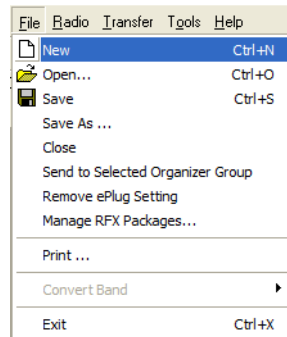 File Radio Transfer Tools Help
New Ctrl+N
Open... Ctrl+O
Save Ctrl+S
Save As ...
Close
Send to Selected Organizer Group
Remove ePlug Setting
Manage RFX Packages...
Print ...
Convert Band
Exit Ctrl+X